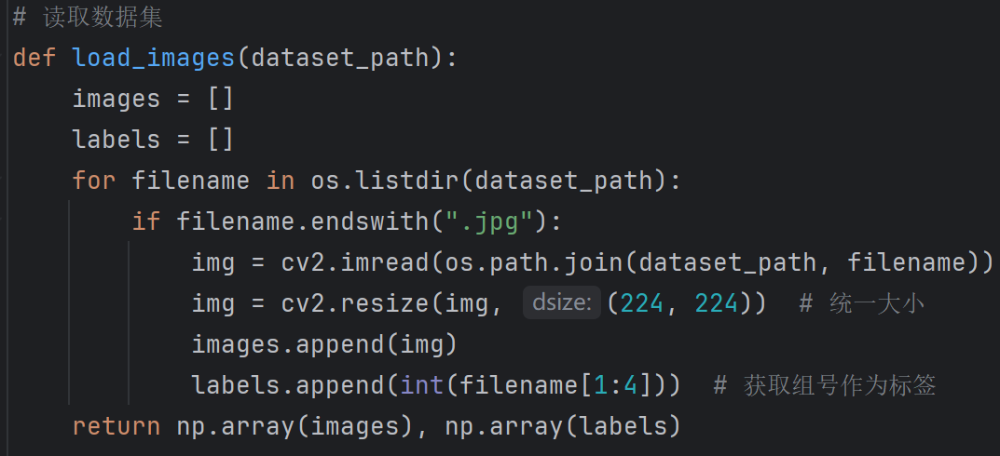 # 读取数据集
def load_images(dataset_path):
    images = []
    labels = []
    for filename in os.listdir(dataset_path):
        if filename.endswith(".jpg"):
            img = cv2.imread(os.path.join(dataset_path, filename))
            img = cv2.resize(img, dsize: (224, 224))  # 统一大小
            images.append(img)
            labels.append(int(filename[1:4]))  # 获取组号作为标签
    return np.array(images), np.array(labels)